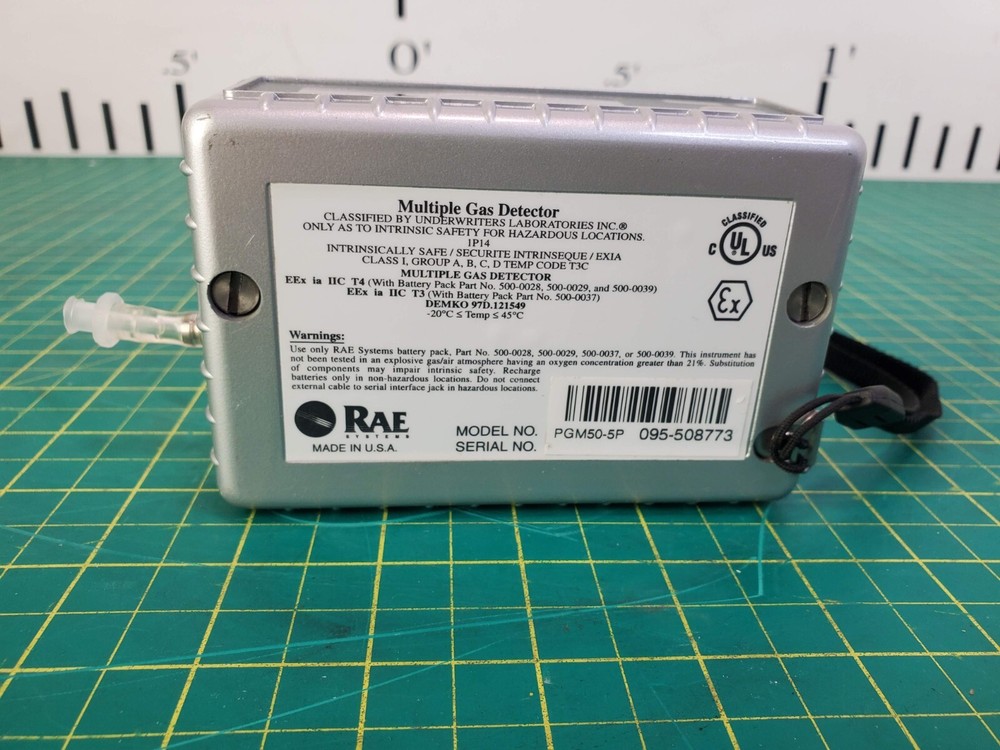 .5'
0'
.5'
1'
Multiple Gas Detector
CLASSIFIED BY UNDERWRITERS LABORATORIES INC.®
ONLY AS TO INTRINSIC SAFETY FOR HAZARDOUS LOCATIONS.
1P14
INTRINSICALLY SAFE / SECURITE INTRINSEQUE / EXIA
CLASS I, GROUP A, B, C, D TEMP CODE T3C
MULTIPLE GAS DETECTOR
EEx ia IIC T4 (With Battery Pack Part No. 500-0028, 500-0029, and 500-0039)
EEx ia IIC T3 (With Battery Pack Part No. 500-0037)
DEMKO 97D.121549
-20°C ≤ Temp ≤ 45°C
CLASSIFIED
C UL US
Ex
Warnings:
Use only RAE Systems battery pack, Part No. 500-0028, 500-0029, 500-0037, or 500-0039. This instrument has
not been tested in an explosive gas/air atmosphere having an oxygen concentration greater than 21%. Substitution
of components may impair intrinsic safety. Recharge
batteries only in non-hazardous locations. Do not connect
external cable to serial interface jack in hazardous locations.
RAE
SYSTEMS
MADE IN U.S.A.
MODEL NO.
SERIAL NO.
PGM50-5P 095-508773